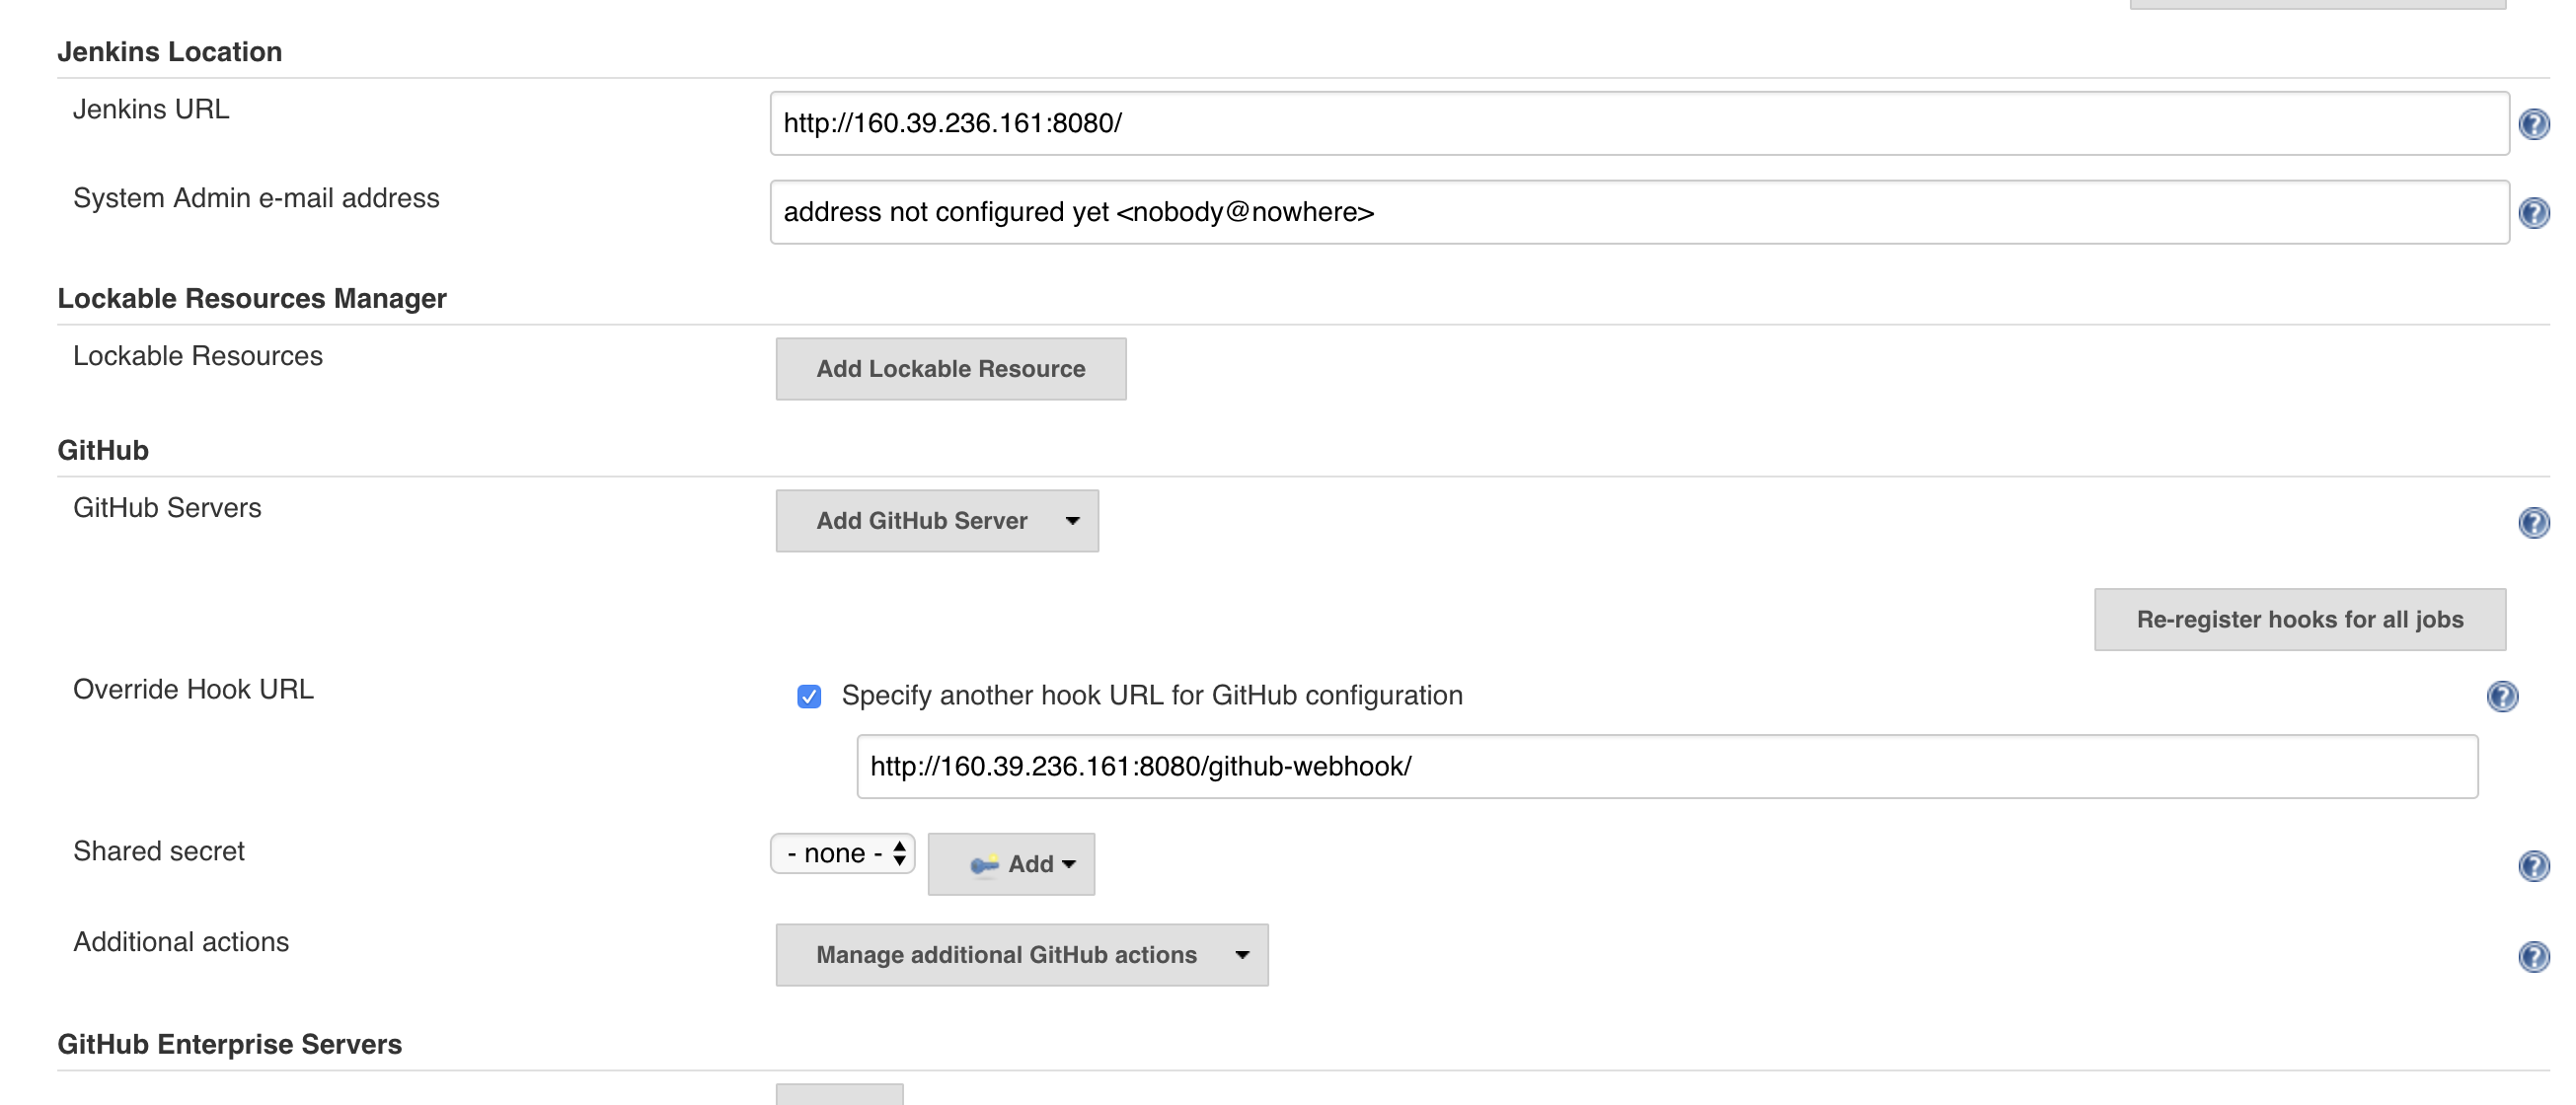 Jenkins Location
Jenkins URL
http://160.39.236.161:8080/
System Admin e-mail address
address not configured yet <nobody@nowhere>
Lockable Resources Manager
Lockable Resources
Add Lockable Resource
GitHub
GitHub Servers
Add GitHub Server
Re-register hooks for all jobs
Override Hook URL
Specify another hook URL for GitHub configuration
http://160.39.236.161:8080/github-webhook/
Shared secret
- none -
Add
Additional actions
Manage additional GitHub actions
GitHub Enterprise Servers